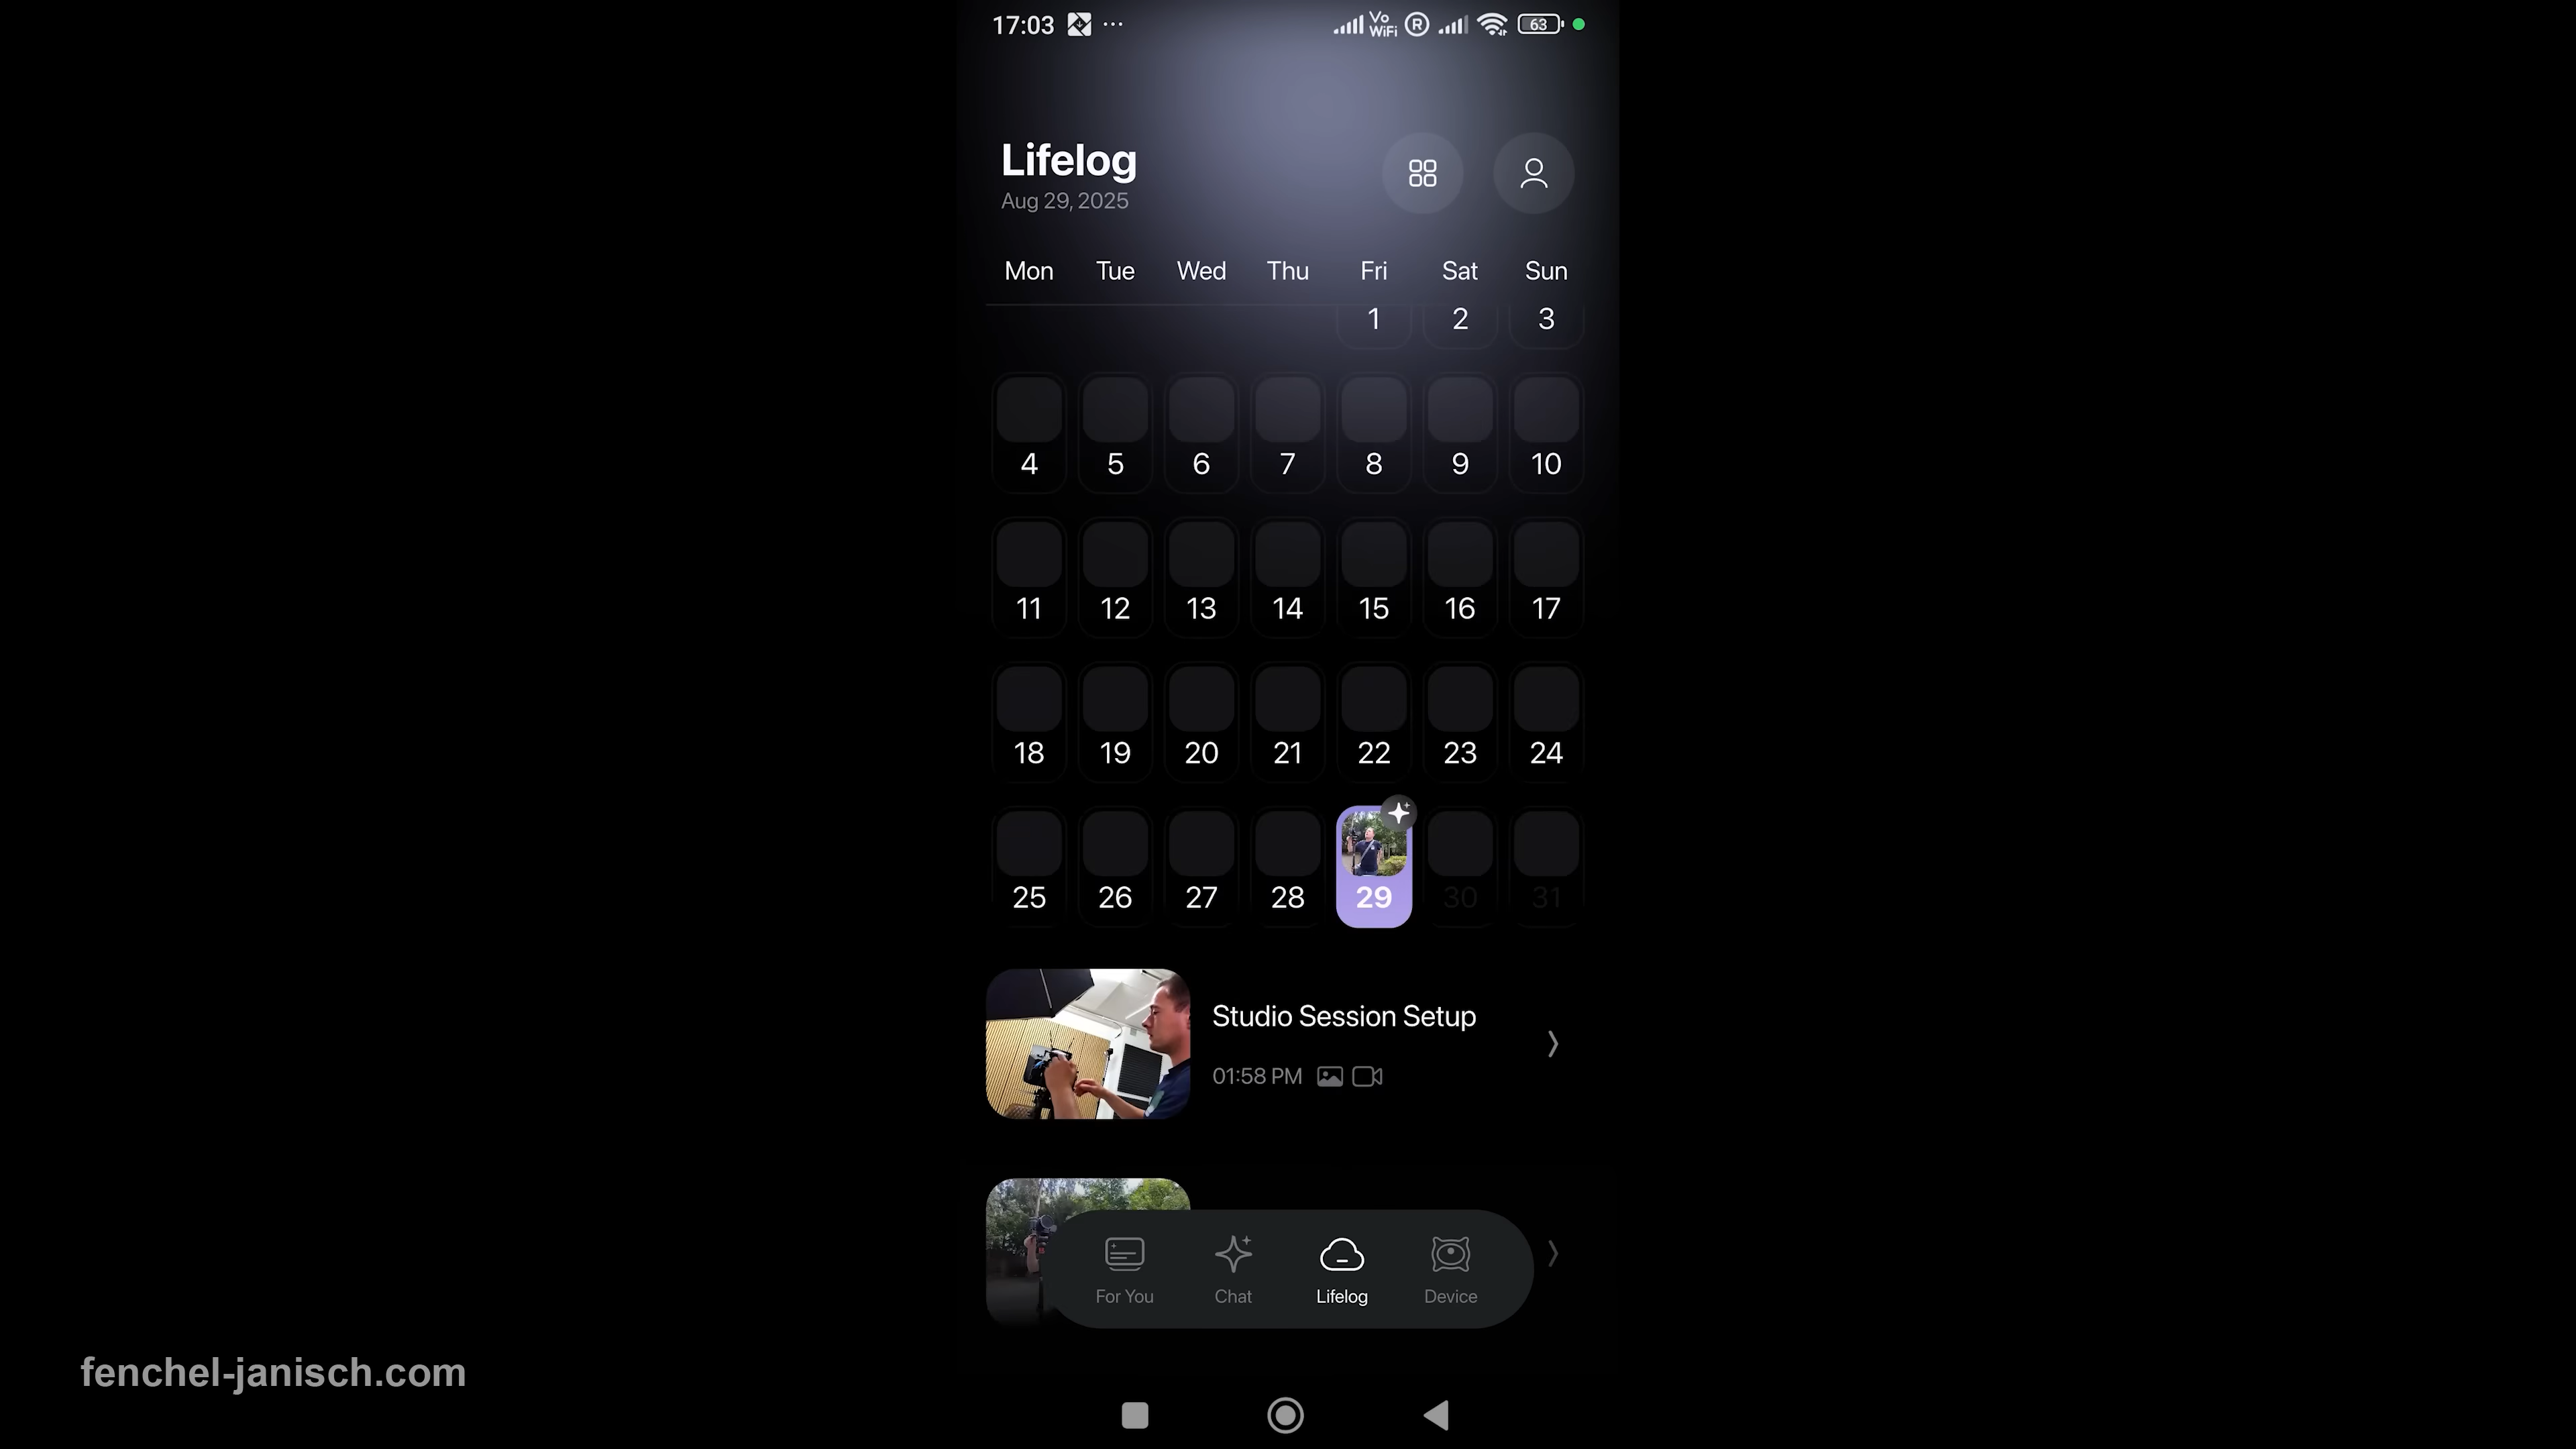 17:03 ... Vo WiFi R 63
Lifelog
Aug 29, 2025
Mon Tue Wed Thu Fri Sat Sun
1 2 3
4 5 6 7 8 9 10
11 12 13 14 15 16 17
18 19 20 21 22 23 24
25 26 27 28 29 30 31
Studio Session Setup
01:58 PM
For You Chat Lifelog Device
fenchel-janisch.com